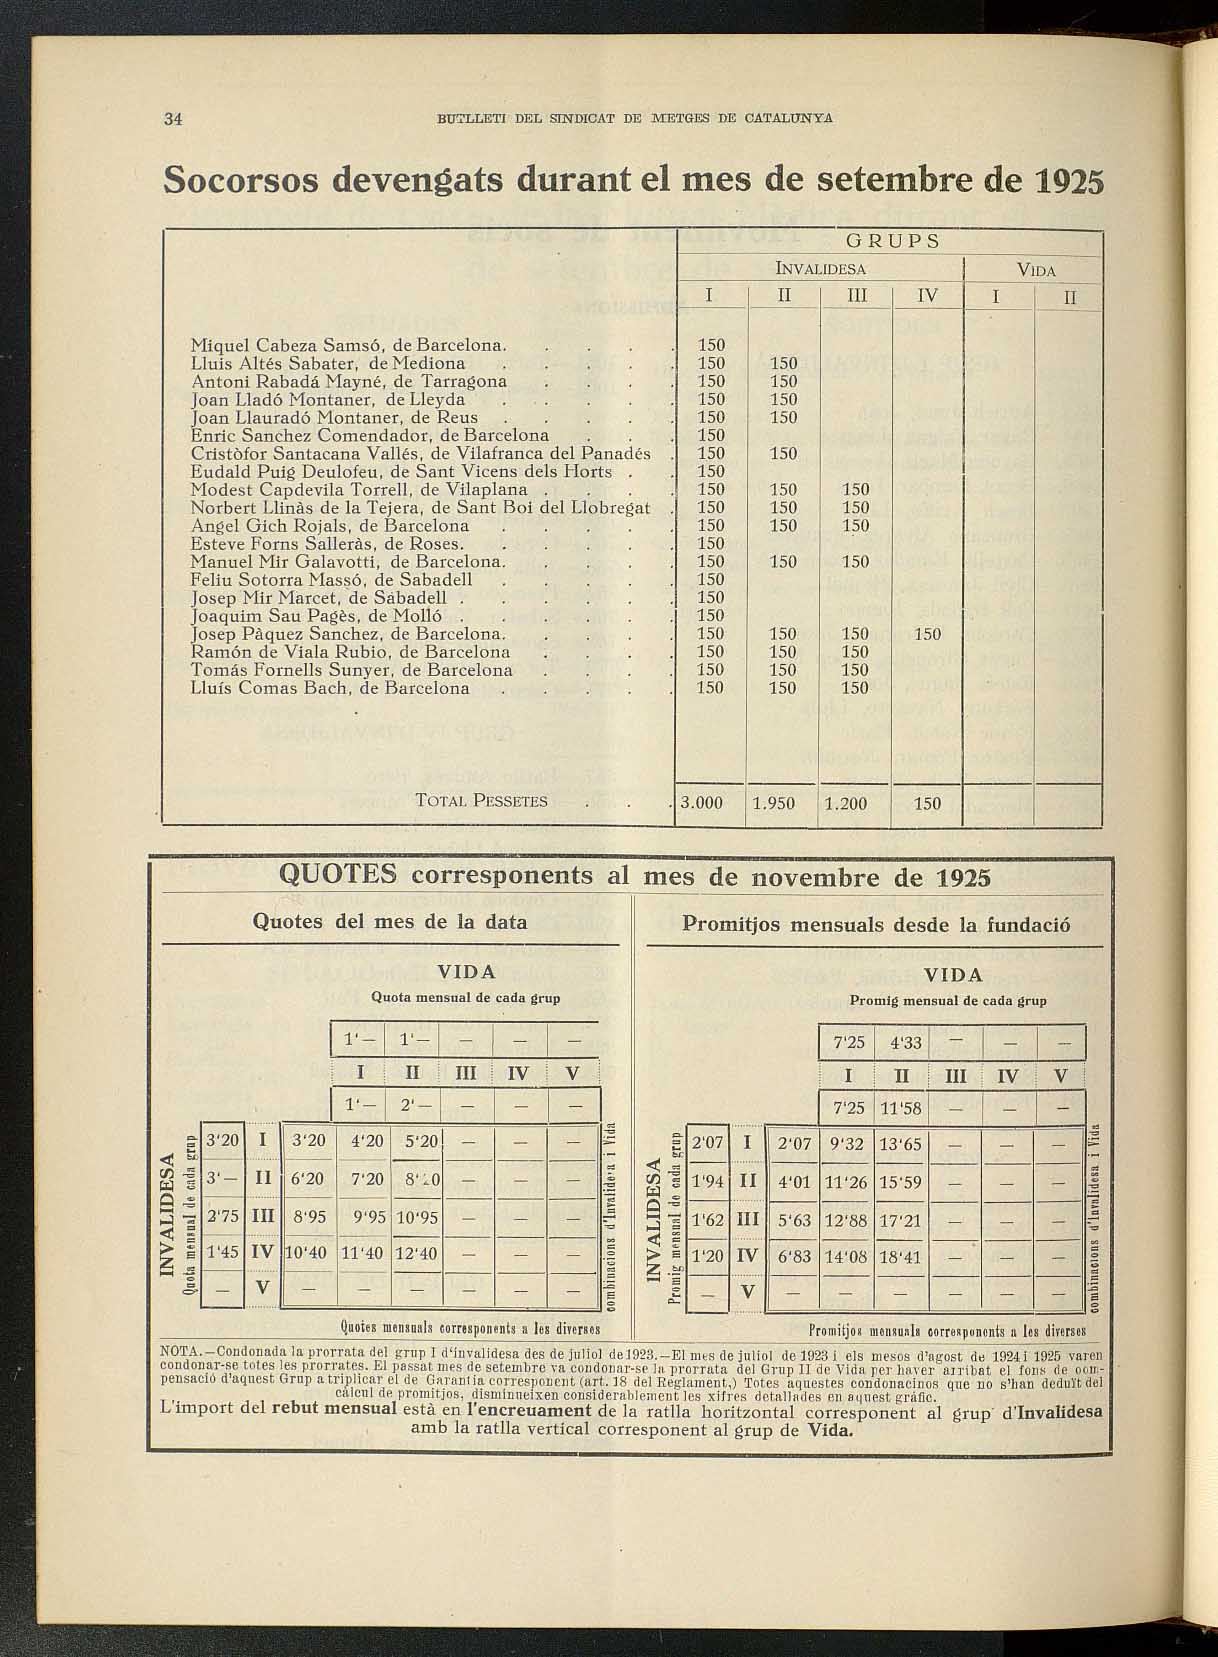 34
BUTLLETI DEL SINDICAT DE METGES DE CATALUNYA
Socorsos devengats durant el mes de setembre de 1925
GRUPS
INVALIDESA VIDA
I II III IV I II
Miquel Cabeza Samsó, de Barcelona. . . . . 150
Lluis Altés Sabater, de Mediona . . . . 150 150
Antoni Rabadá Mayné, de Tarragona . . . . 150 150
Joan Lladó Montaner, de Lleyda . . . . . 150 150
Joan Llauradó Montaner, de Reus . . . . . 150 150
Enric Sanchez Comendador, de Barcelona . . . 150
Cristòfor Santacana Vallés, de Vilafranca del Panadés . 150 150
Eudald Puig Deulofeu, de Sant Vicens dels Horts . . 150
Modest Capdevila Torrell, de Vilaplana . . . . 150 150 150
Norbert Llinàs de la Tejera, de Sant Boi del Llobregat . 150 150 150
Angel Gich Rojals, de Barcelona . . . . . 150 150 150
Esteve Forns Salleràs, de Roses. . . . . 150
Manuel Mir Galavotti, de Barcelona. . . . . 150 150 150
Feliu Sotorra Massó, de Sabadell . . . . . 150
Josep Mir Marcet, de Sabadell . . . . . . 150
Joaquim Sau Pagès, de Molló . . . . . . 150
Josep Pàquez Sanchez, de Barcelona. . . . . 150 150 150 150
Ramón de Viala Rubio, de Barcelona . . . . 150 150 150
Tomás Fornells Sunyer, de Barcelona . . . . 150 150 150
Lluís Comas Bach, de Barcelona . . . . . 150 150 150
TOTAL PESSETES . . . 3.000 1.950 1.200 150
QUOTES corresponents al mes de novembre de 1925
Quotes del mes de la data
VIDA
Quota mensual de cada grup
1'— 1'— — — —
I II III IV V
1'— 2'— — — —
INVALIDESA
Quota mensual de cada grup
3'20 I 3'20 4'20 5'20 — — —
3'— II 6'20 7'20 — — —
2'75 III 8'95 9'95 10'95 — — —
1'45 IV 10'40 11'40 12'40 — — —
— V — — — — — —
Quotes mensuals corresponents a les diverses
combinacions d'Invalidesa i Vida
Promitjos mensuals desde la fundació
VIDA
Promig mensual de cada grup
7'25 4'33 — — —
I II III IV V
7'25 11'58 — — —
INVALIDESA
Promig mensual de cada grup
2'07 I 2'07 9'32 13'65 — — —
1'94 II 4'01 11'26 15'59 — — —
1'62 III 5'63 12'88 17'21 — — —
1'20 IV 6'83 14'08 18'41 — — —
— V — — — — — —
Promitjos mensuals corresponents a les diverses
combinacions d'Invalidesa i Vida
NOTA.—Condonada la prorrata del grup I d'invalidesa des de juliol de 1923.—El mes de juliol de 1923 i els mesos d'agost de 1924 i 1925 varen
condonar-se totes les prorrates. El passat mes de setembre va condonar-se la prorrata del Grup II de Vida per haver arribat el fons de com-
pensació d'aquest Grup a triplicar el de Garantia corresponent (art. 18 del Reglament,) Totes aquestes condonacinos que no s'han deduït del
càlcul de promitjos, disminueixen considerablement les xifres detallades en aquest gràfic.
L'import del rebut mensual està en l'encreuament de la ratlla horitzontal corresponent al grup d'Invalidesa
amb la ratlla vertical corresponent al grup de Vida.